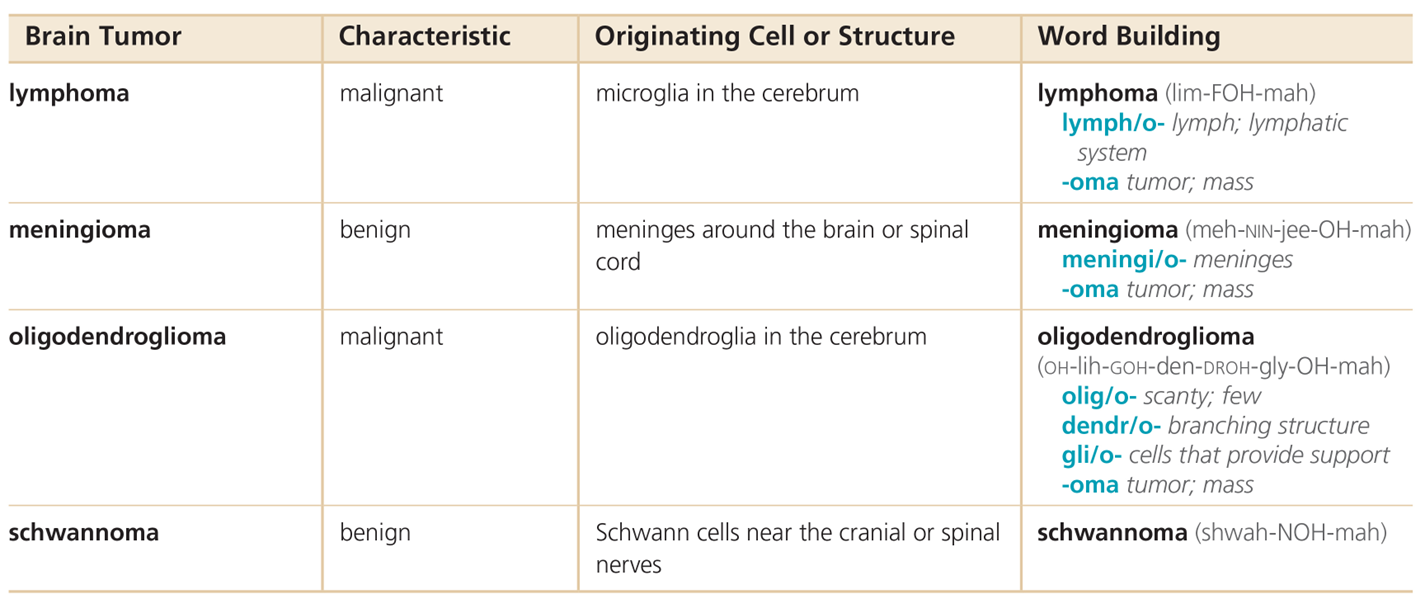 Brain Tumor Characteristic Originating Cell or Structure Word Building
lymphoma malignant microglia in the cerebrum lymphoma (lim-FOH-mah)
lymph/o- lymph; lymphatic
system
-oma tumor; mass
meningioma benign meninges around the brain or spinal meningioma (meh-NIN-jee-OH-mah)
cord meningi/o- meninges
-oma tumor; mass
oligodendroglioma malignant oligodendroglia in the cerebrum oligodendroglioma
(OH-lih-GOH-den-DROH-gly-OH-mah)
olig/o- scanty; few
dendr/o- branching structure
gli/o- cells that provide support
-oma tumor; mass
schwannoma benign Schwann cells near the cranial or spinal schwannoma (shwah-NOH-mah)
nerves